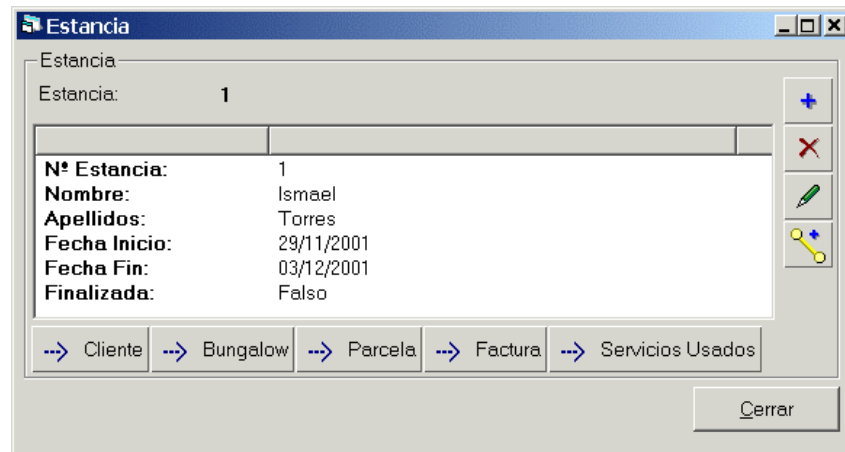 Estancia
Estancia
Estancia: 1
Nº Estancia: 1
Nombre: Ismael
Apellidos: Torres
Fecha Inicio: 29/11/2001
Fecha Fin: 03/12/2001
Finalizada: Falso
---> Cliente ---> Bungalow ---> Parcela ---> Factura ---> Servicios Usados
Cerrar